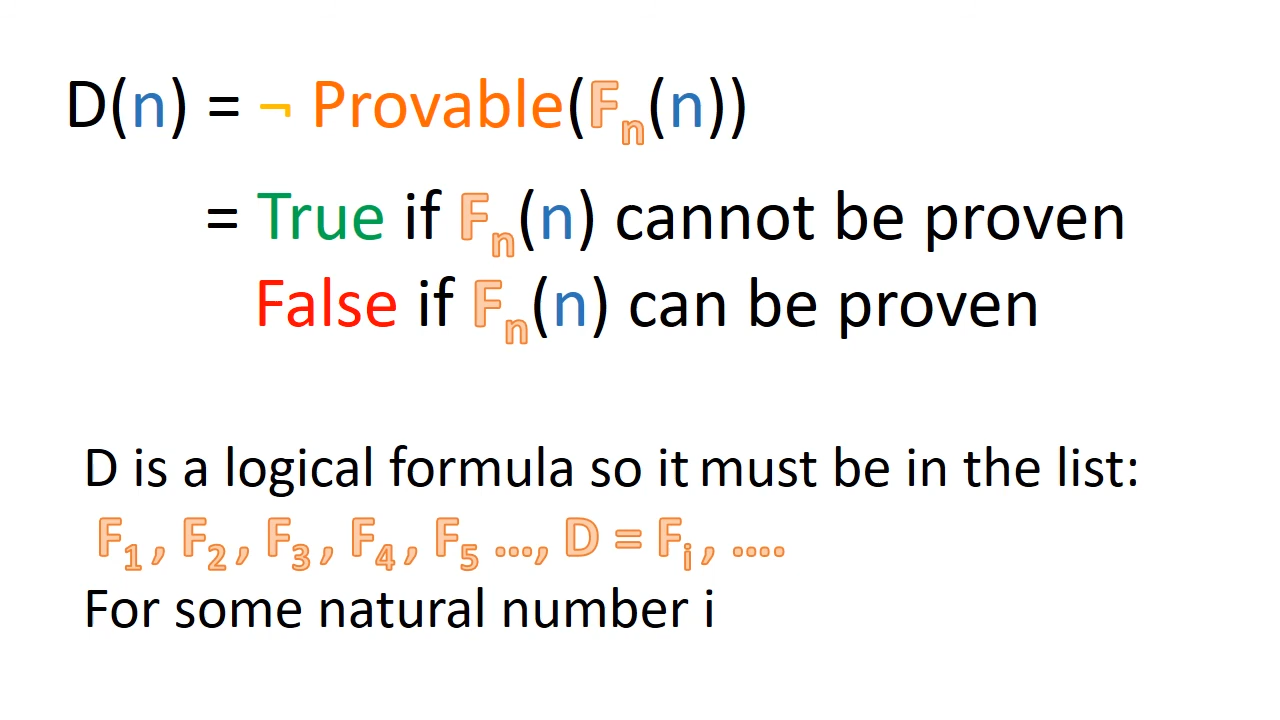 D(n) = ¬ Provable(Fₙ(n))
= True if Fₙ(n) cannot be proven
False if Fₙ(n) can be proven
D is a logical formula so it must be in the list:
F₁ , F₂ , F₃ , F₄ , F₅ ..., D = Fᵢ , ....
For some natural number i